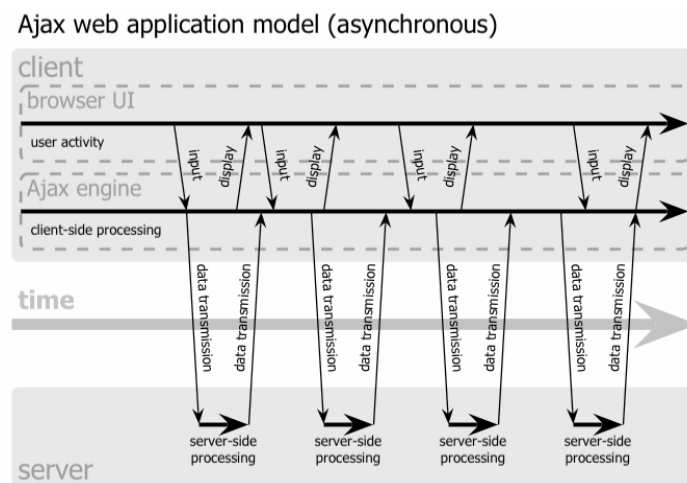 Ajax web application model (asynchronous)
client
browser UI
user activity
input
display
input
display
input
display
input
display
Ajax engine
client-side processing
data transmission
data transmission
data transmission
data transmission
data transmission
data transmission
data transmission
data transmission
time
server-side
processing
server-side
processing
server-side
processing
server-side
processing
server